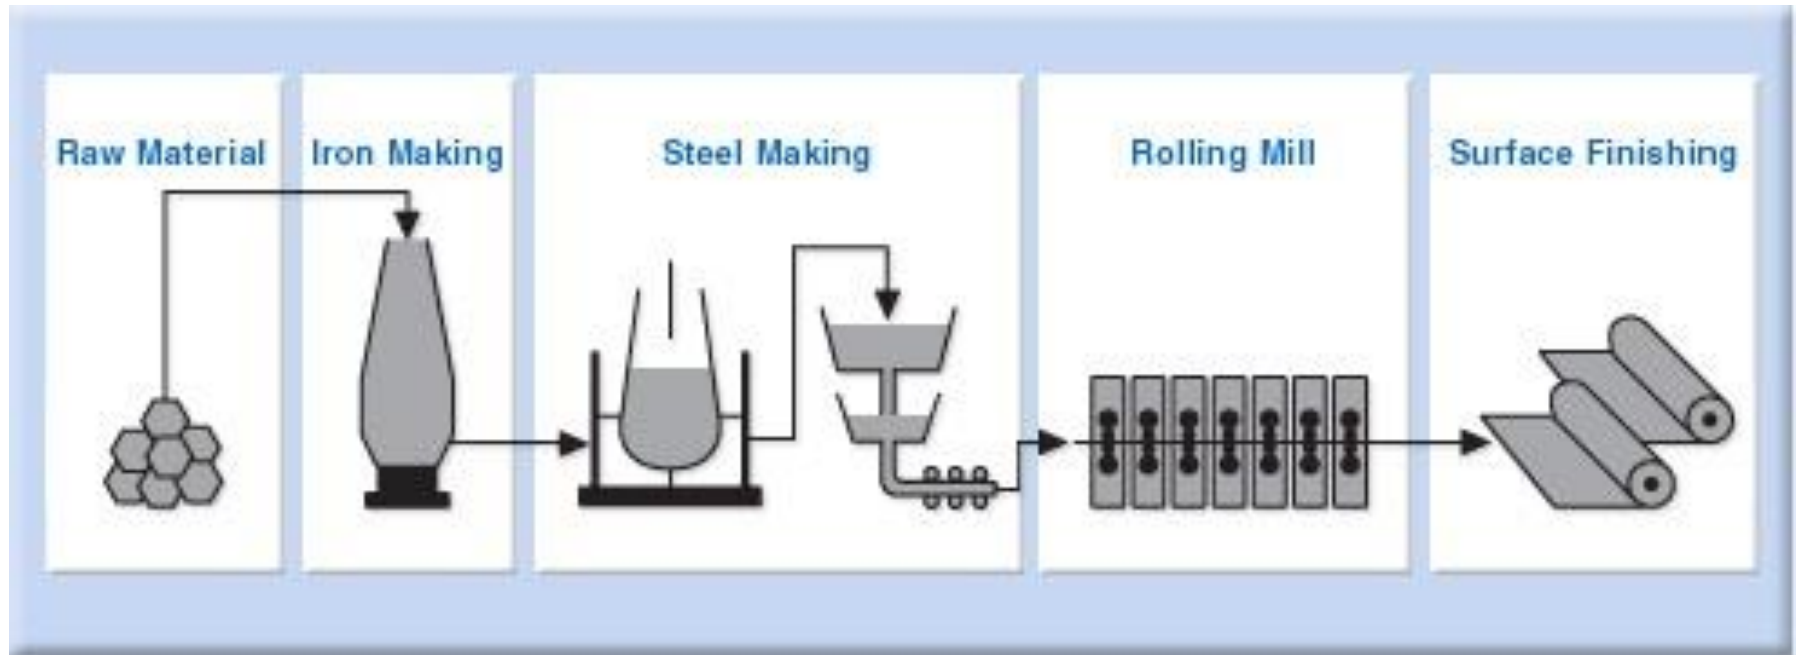 Raw Material
Iron Making
Steel Making
Rolling Mill
Surface Finishing